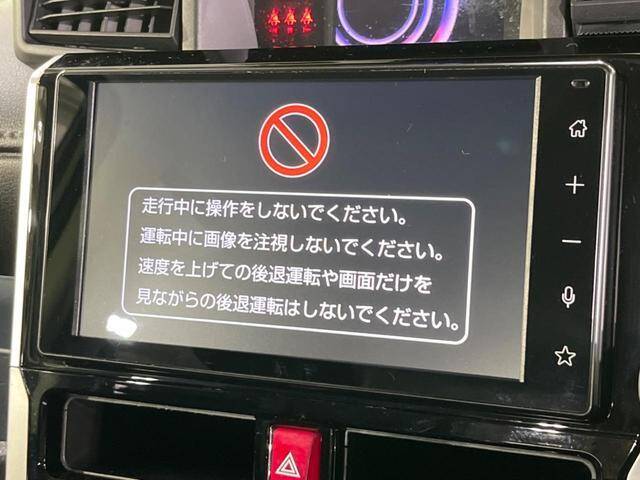 走行中に操作をしないでください。
運転中に画像を注視しないでください。
速度を上げての後退運転や画面だけを
見ながらの後退運転はしないでください。